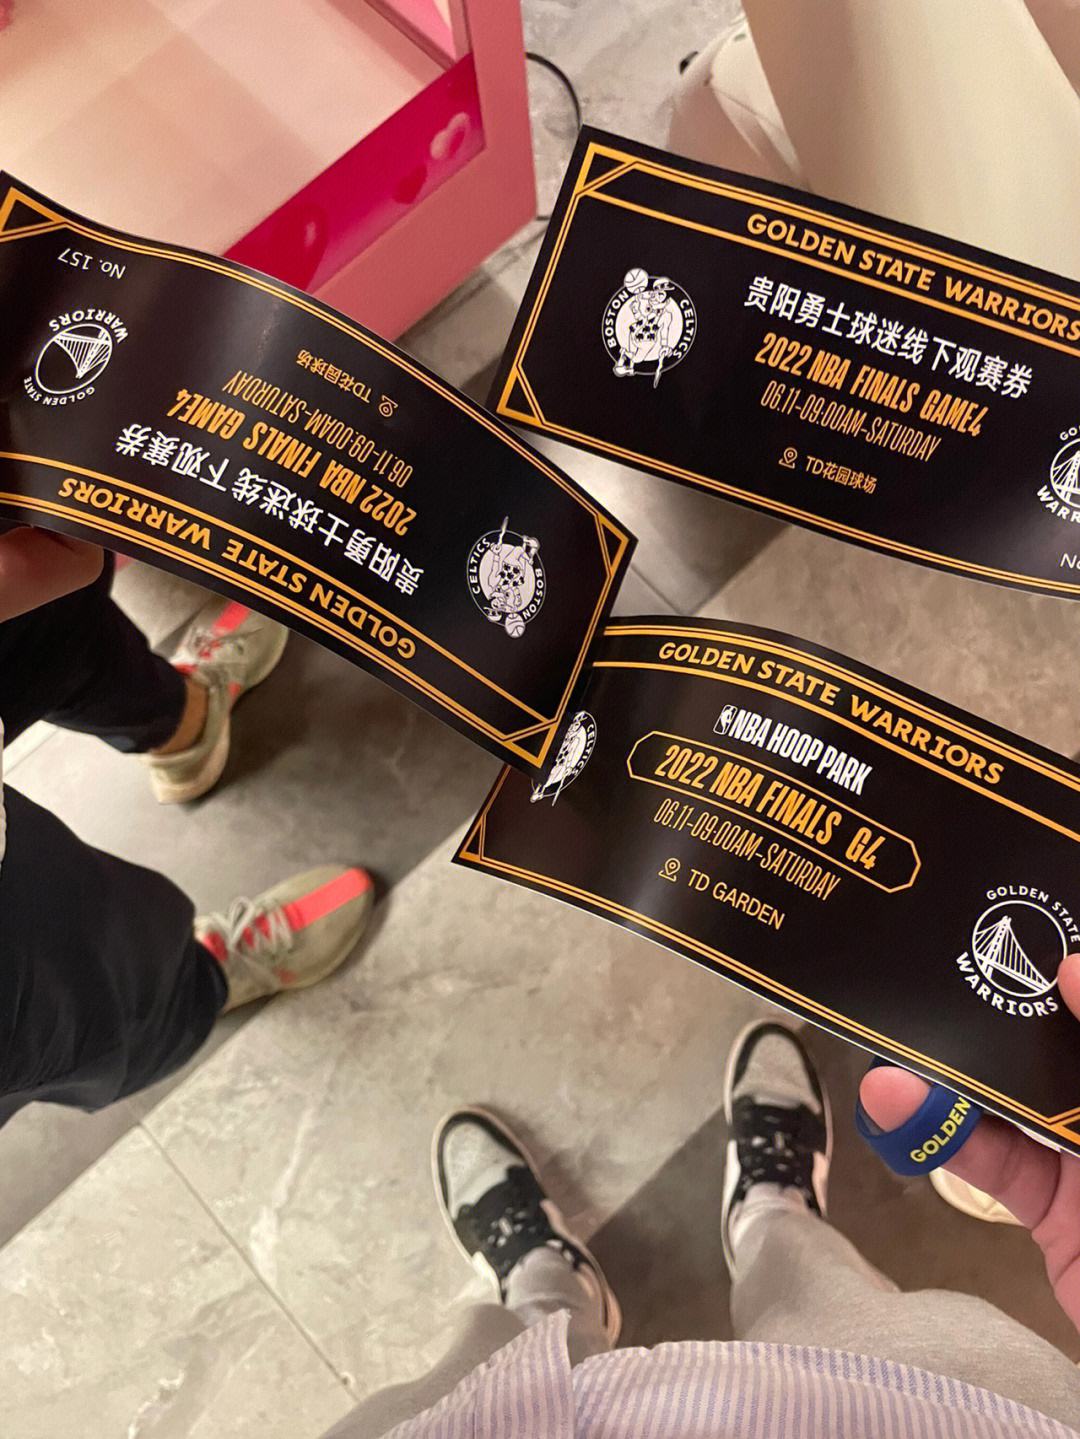 GOLDEN STATE WARRIORS
贵阳勇士球迷线下观赛券
2022 NBA FINALS GAME4
06.11-09:00AM-SATURDAY
TD花园球场
BOSTON CELTICS
No. 157
GOLDEN STATE WARRIORS
GOLDEN STATE WARRIORS
贵阳勇士球迷线下观赛券
2022 NBA FINALS GAME4
06.11-09:00AM-SATURDAY
TD花园球场
BOSTON CELTICS
GOLDEN STATE WARRIORS
NBA HOOP PARK
2022 NBA FINALS G4
06.11-09:00AM-SATURDAY
TD GARDEN
CELTICS
GOLDEN STATE
WARRIORS
GOLDEN